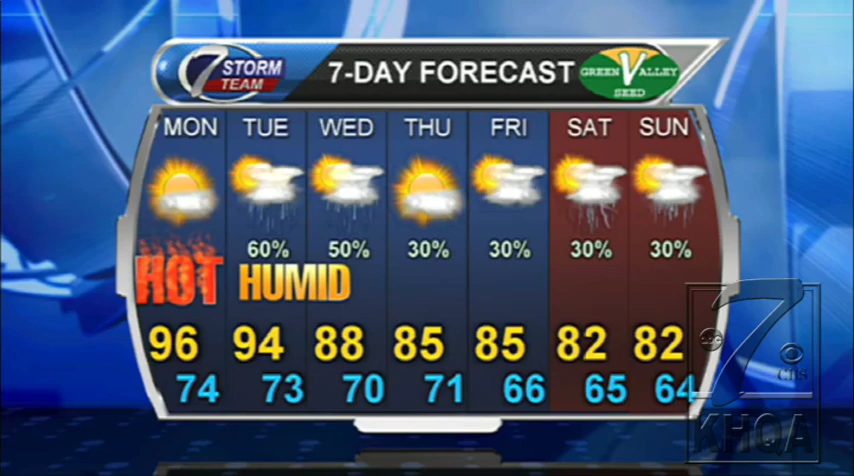 7 STORM TEAM
7-DAY FORECAST
GREEN VALLEY SEED
MON TUE WED THU FRI SAT SUN
60% 50% 30% 30% 30% 30%
HOT HUMID
96 94 88 85 85 82 82
74 73 70 71 66 65 64
7
abc
CBS
KHQA